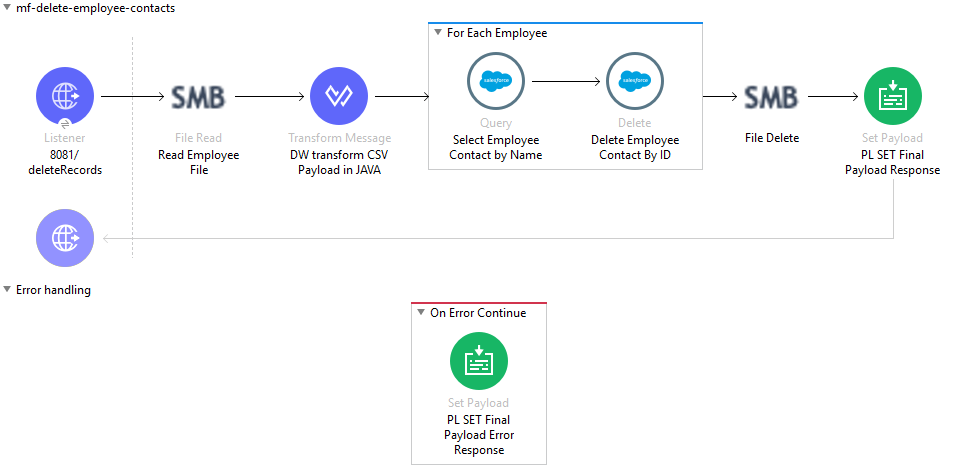 mf-delete-employee-contacts
For Each Employee
salesforce
salesforce
SMB
SMB
Listener
File Read
Transform Message
Query
Delete
File Delete
Set Payload
8081/
deleteRecords
Read Employee
File
DW transform CSV
Payload in JAVA
Select Employee
Contact by Name
Delete Employee
Contact By ID
PL SET Final
Payload Response
Error handling
On Error Continue
Set Payload
PL SET Final
Payload Error
Response